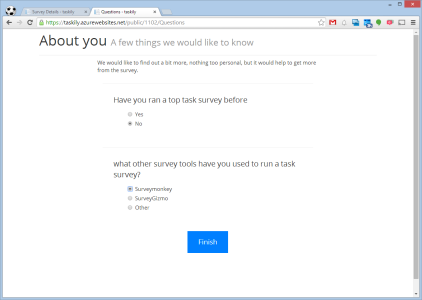 Survey Details - taskily
Questions - taskily
https://taskily.azurewebsites.net/public/1102/Questions
About you A few things we would like to know
We would like to find out a bit more, nothing too personal, but it would help to get more
from the survey.
Have you ran a top task survey before
Yes
No
what other survey tools have you used to run a task
survey?
Surveymonkey
SurveyGizmo
Other
Finish